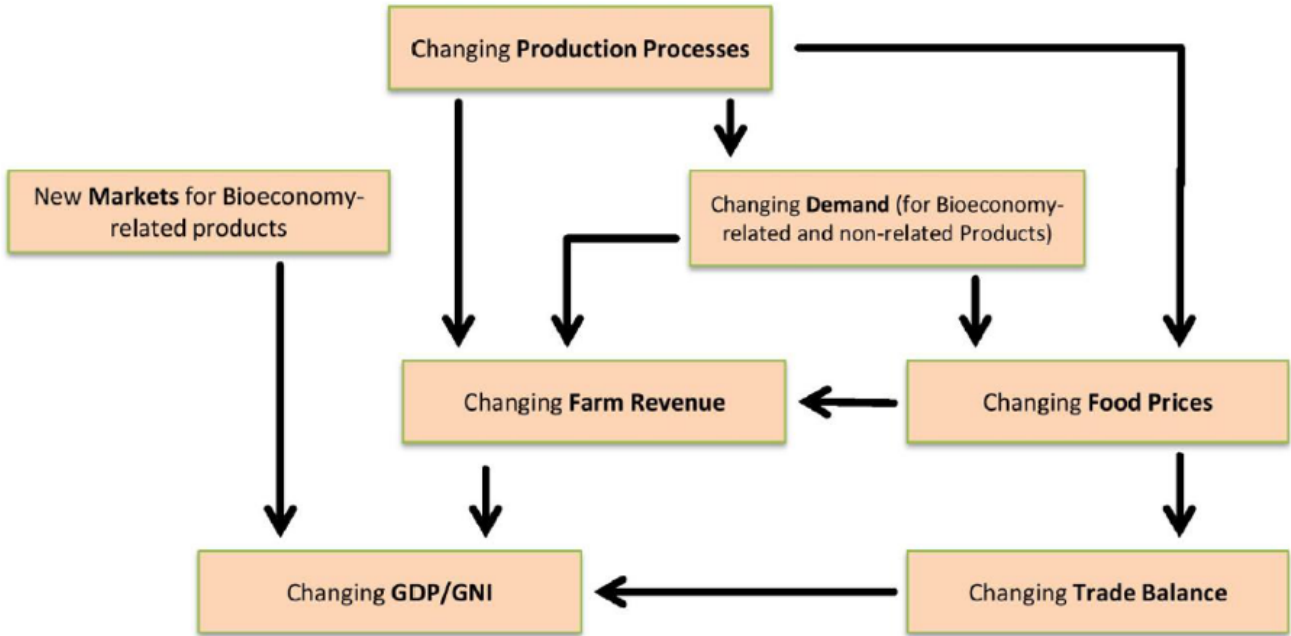 Changing Production Processes
New Markets for Bioeconomy-
related products
Changing Demand (for Bioeconomy-
related and non-related Products)
Changing Farm Revenue
Changing Food Prices
Changing GDP/GNI
Changing Trade Balance